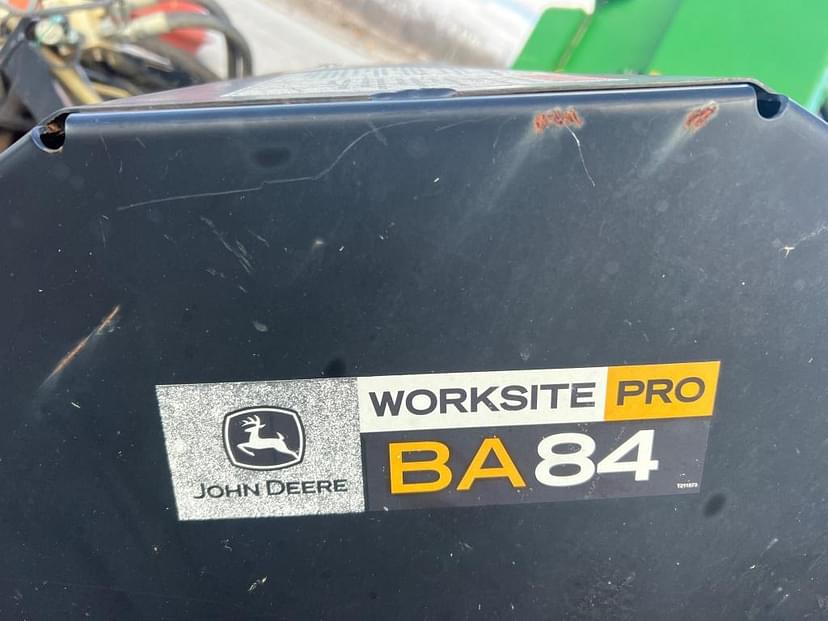 WORKSITE PRO
JOHN DEERE
BA84